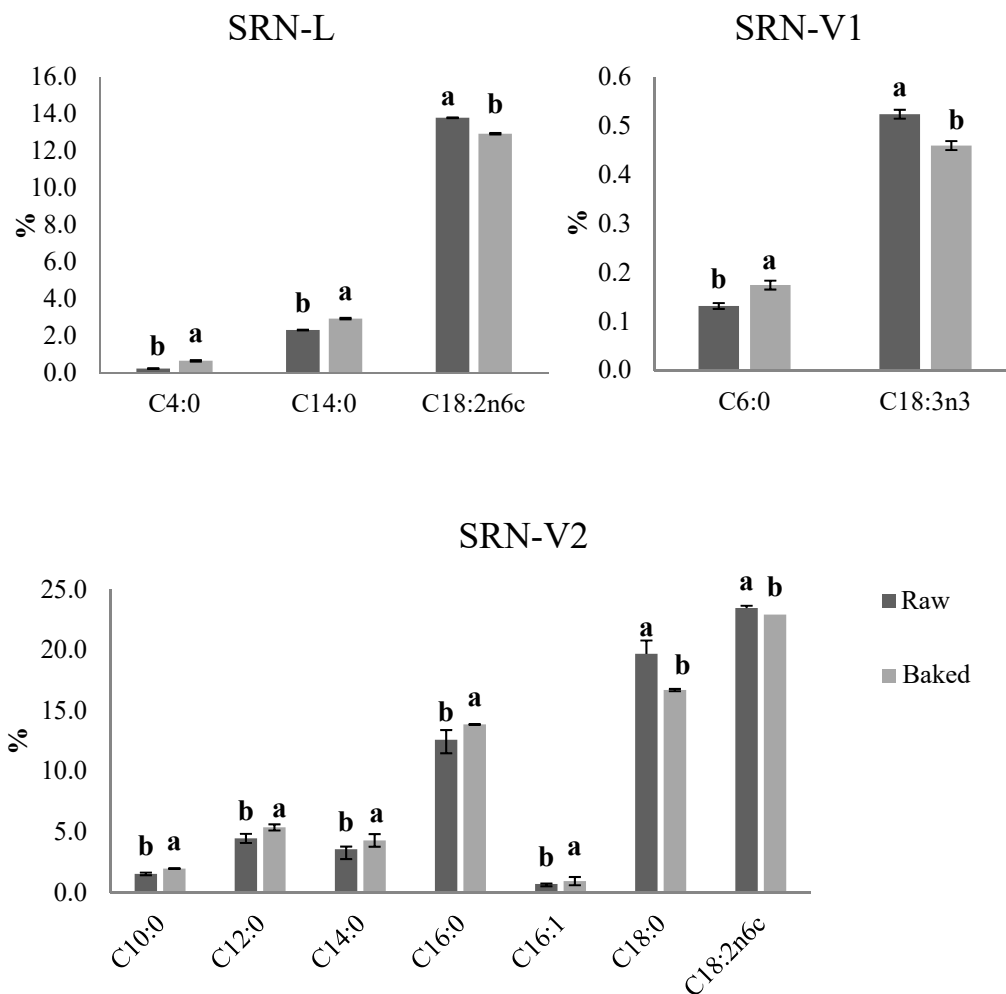 SRN-L
16.0
14.0
12.0
10.0
8.0
6.0
4.0
2.0
0.0
%
b a
b a
a b
C4:0 C14:0 C18:2n6c
SRN-V1
0.6
0.5
0.4
0.3
0.2
0.1
0.0
%
b a
a b
C6:0 C18:3n3
SRN-V2
25.0
20.0
15.0
10.0
5.0
0.0
%
b a
b a
b a
b a
b a
a b
a b
C10:0 C12:0 C14:0 C16:0 C16:1 C18:0 C18:2n6c
Raw
Baked